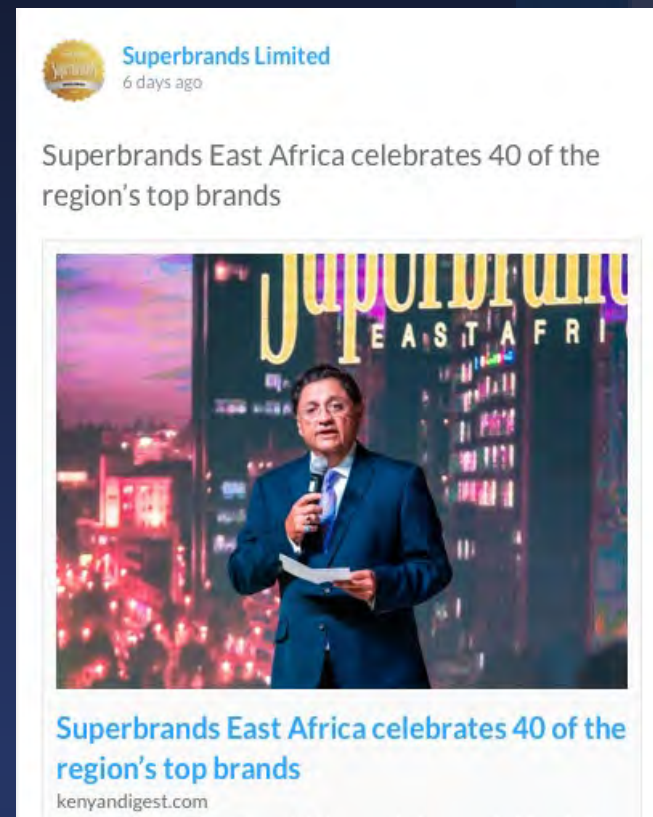 Superbrands Limited
6 days ago
Superbrands East Africa celebrates 40 of the
region's top brands
Superbrand
EAST AFRI
Superbrands East Africa celebrates 40 of the
region's top brands
kenyandigest.com